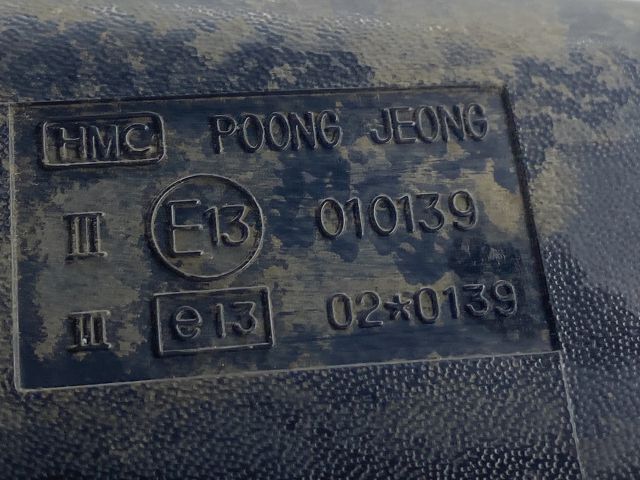 HMC POONG JEONG
III E13 010139
III e13 02*0139